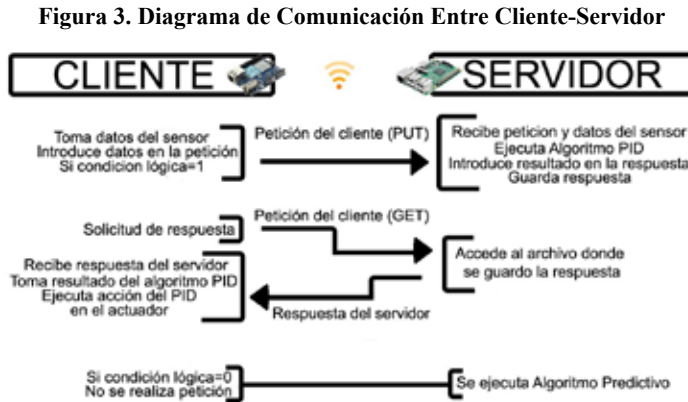 Figura 3. Diagrama de Comunicación Entre Cliente-Servidor
CLIENTE
SERVIDOR
Toma datos del sensor
Introduce datos en la petición
Si condicion lógica=1
Petición del cliente (PUT)
Recibe peticion y datos del sensor
Ejecuta Algoritmo PID
Introduce resultado en la respuesta
Guarda respuesta
Solicitud de respuesta
Petición del cliente (GET)
Accede al archivo donde
se guardo la respuesta
Recibe respuesta del servidor
Toma resultado del algoritmo PID
Ejecuta acción del PID
en el actuador
Respuesta del servidor
Si condición lógica=0
No se realiza petición
Se ejecuta Algoritmo Predictivo